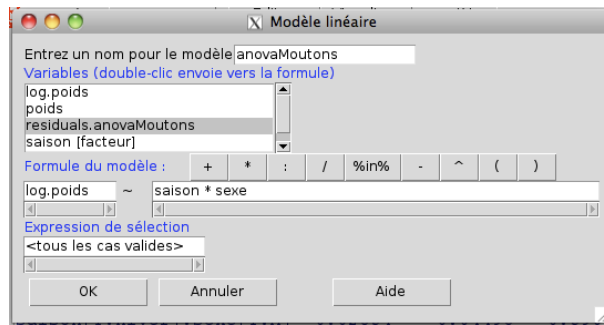 Modèle linéaire
Entrez un nom pour le modèle anovaMoutons
Variables (double-clic envoie vers la formule)
log.poids
poids
residuals.anovaMoutons
saison [facteur]
Formule du modèle : + * : / %in% - ^ ( )
log.poids ~ saison * sexe
Expression de sélection
<tous les cas valides>
OK Annuler Aide